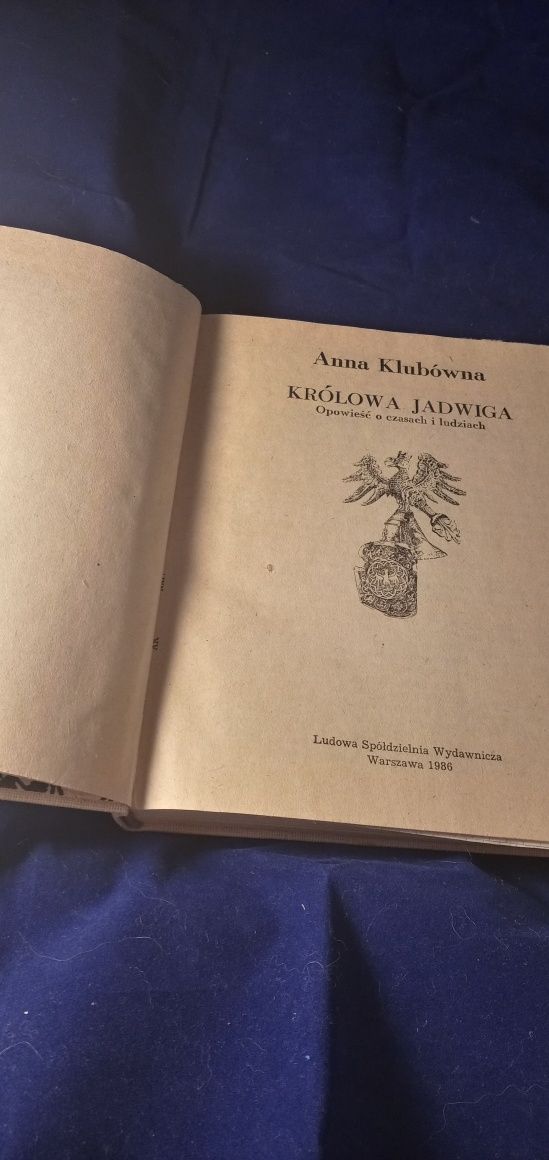 Anna Klubówna
KRÓLOWA JADWIGA
Opowieść o czasach i ludziach
Ludowa Spółdzielnia Wydawnicza
Warszawa 1986